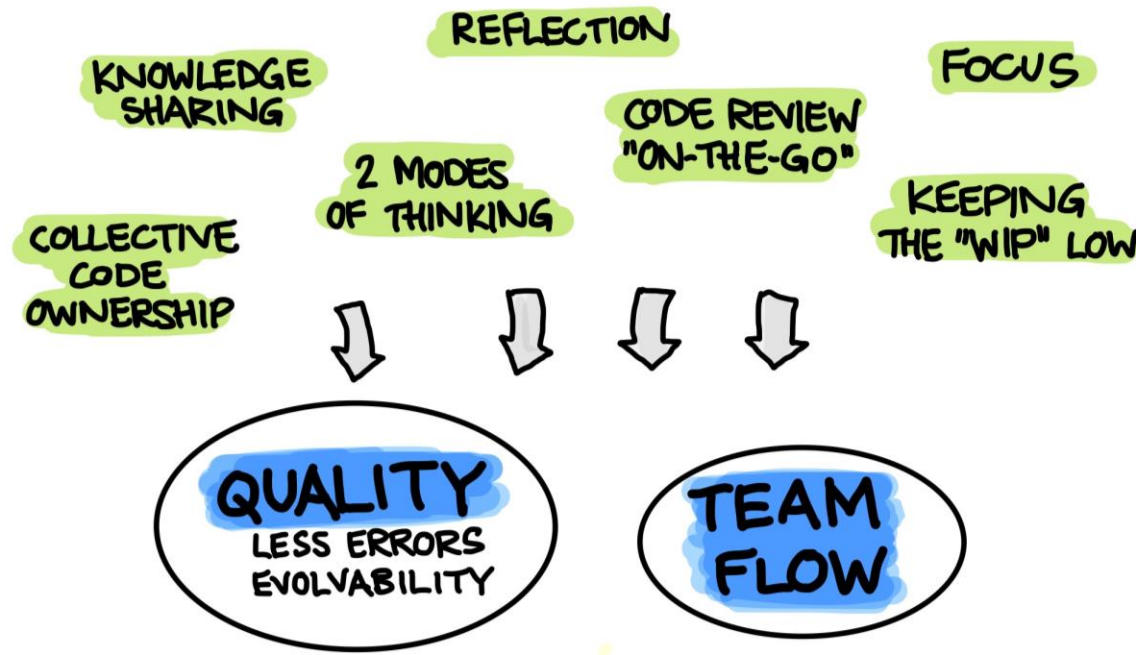 REFLECTION
KNOWLEDGE
SHARING
FOCUS
CODE REVIEW
"ON-THE-GO"
2 MODES
OF THINKING
KEEPING
THE "WIP" LOW
COLLECTIVE
CODE
OWNERSHIP
QUALITY
LESS ERRORS
EVOLVABILITY
TEAM
FLOW